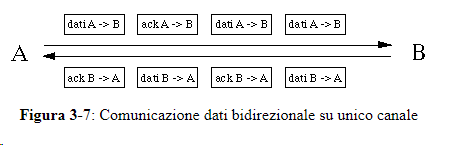 dati A -> B ack A -> B dati A -> B dati A -> B
A B
ack B -> A dati B -> A ack B -> A dati B -> A
Figura 3-7: Comunicazione dati bidirezionale su unico canale